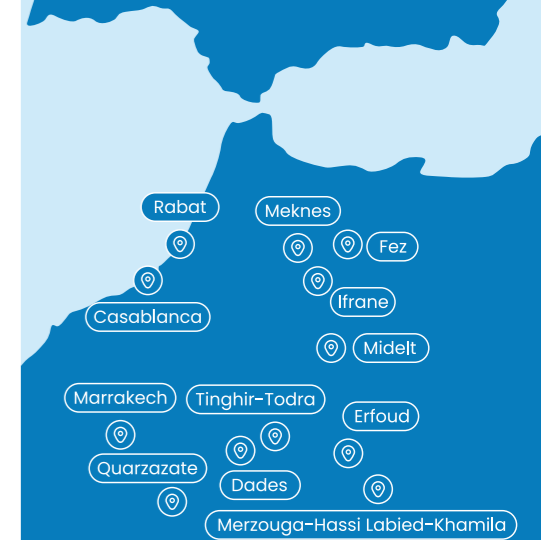 Rabat
Meknes
Fez
Ifrane
Casablanca
Midelt
Marrakech
Tinghir-Todra
Erfoud
Quarzazate
Dades
Merzouga-Hassi Labied-Khamila